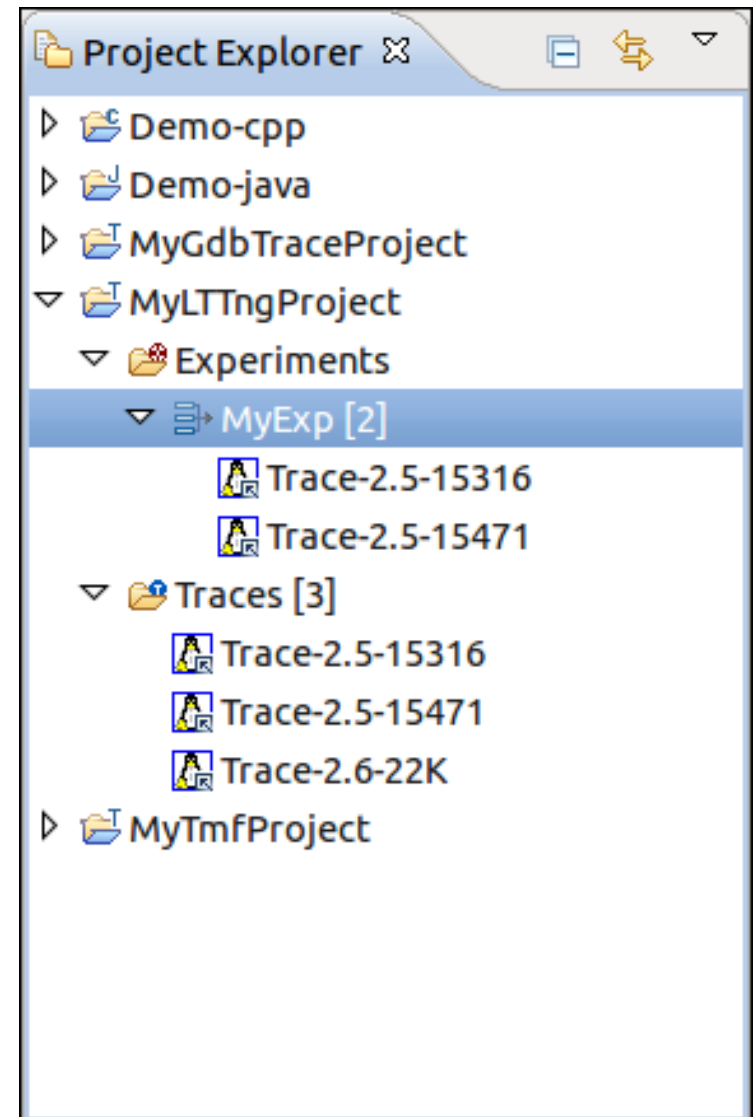 Project Explorer
Demo-cpp
Demo-java
MyGdbTraceProject
MyLTTngProject
Experiments
MyExp [2]
Trace-2.5-15316
Trace-2.5-15471
Traces [3]
Trace-2.5-15316
Trace-2.5-15471
Trace-2.6-22K
MyTmfProject